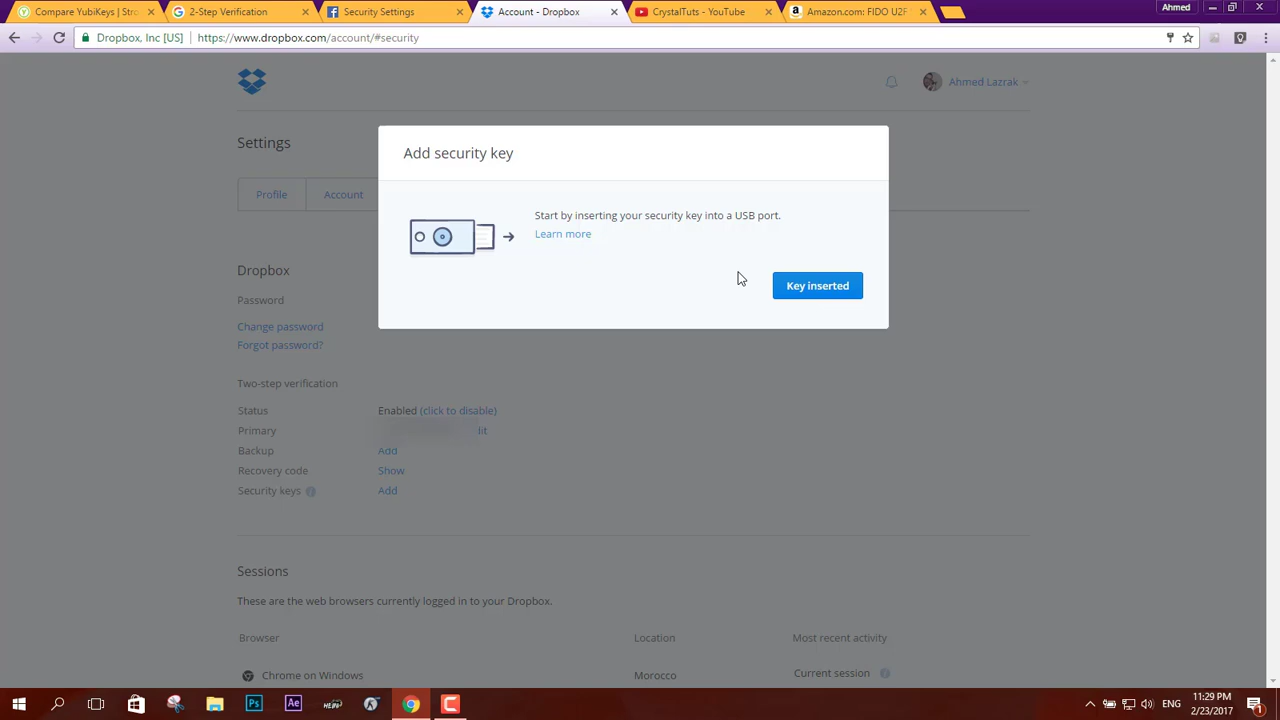 Compare YubiKeys | Stro
2-Step Verification
Security Settings
Account - Dropbox
CrystalTuts - YouTube
Amazon.com: FIDO U2F
Ahmed
Dropbox, Inc [US]
https://www.dropbox.com/account/#security
Ahmed Lazrak
Settings
Profile
Account
Add security key
Start by inserting your security key into a USB port.
Learn more
Key inserted
Dropbox
Password
Change password
Forgot password?
Two-step verification
Status
Enabled (click to disable)
Primary
lit
Backup
Add
Recovery code
Show
Security keys
Add
Sessions
These are the web browsers currently logged in to your Dropbox.
Browser
Location
Most recent activity
Chrome on Windows
Morocco
Current session
Ps
Ae
ENG
11:29 PM
2/23/2017